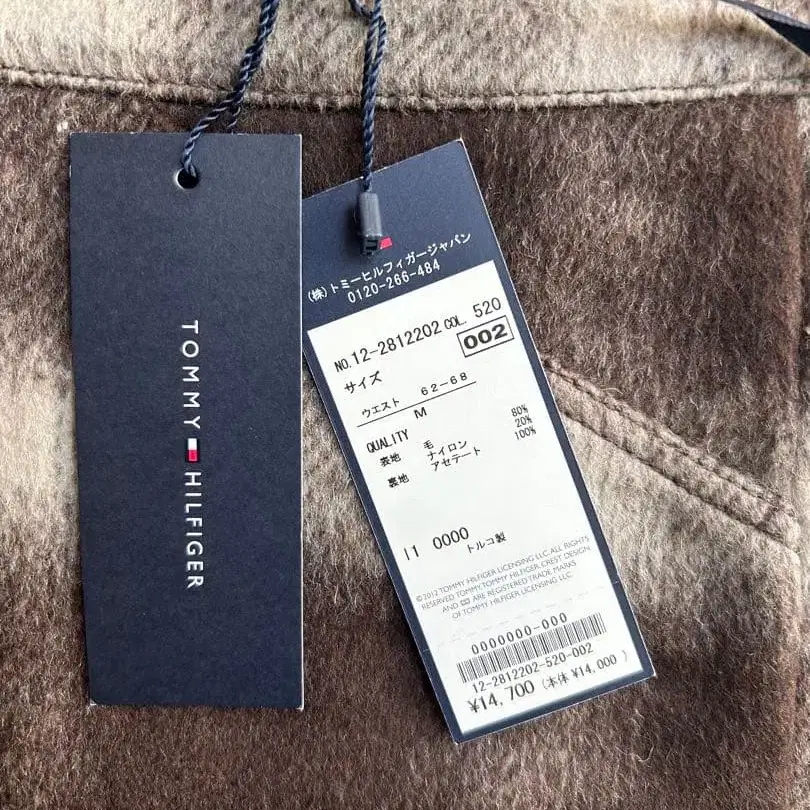 TOMMY HILFIGER
(株)トミーヒルフィガージャパン
0120-266-484
NO.12-2812202 COL. 520
002
サイズ
ウエスト 62-68
M
QUALITY
表地 毛 80%
ナイロン 20%
裏地 アセテート 100%
11 0000 トルコ製
©2012 TOMMY HILFIGER LICENSING LLC. ALL RIGHTS
RESERVED TOMMY, TOMMY HILFIGER, CREST DESIGN
AND ARE REGISTERED TRADE MARKS
OF TOMMY HILFIGER LICENSING LLC.
0000000-000
12-2812202-520-002
¥14,700 (本体 ¥14,000 )